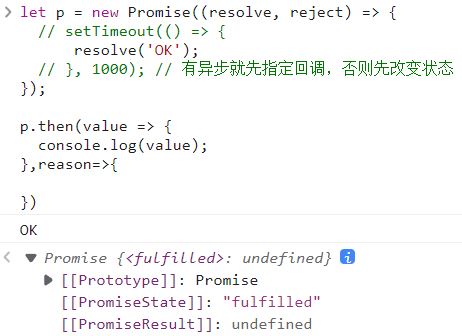 let p = new Promise((resolve, reject) => {
  // setTimeout(() => {
      resolve('OK');
  // }, 1000); // 有异步就先指定回调，否则先改变状态
});

p.then(value => {
  console.log(value);
},reason=>{

})
OK
Promise {<fulfilled>: undefined}
[[Prototype]]: Promise
[[PromiseState]]: "fulfilled"
[[PromiseResult]]: undefined